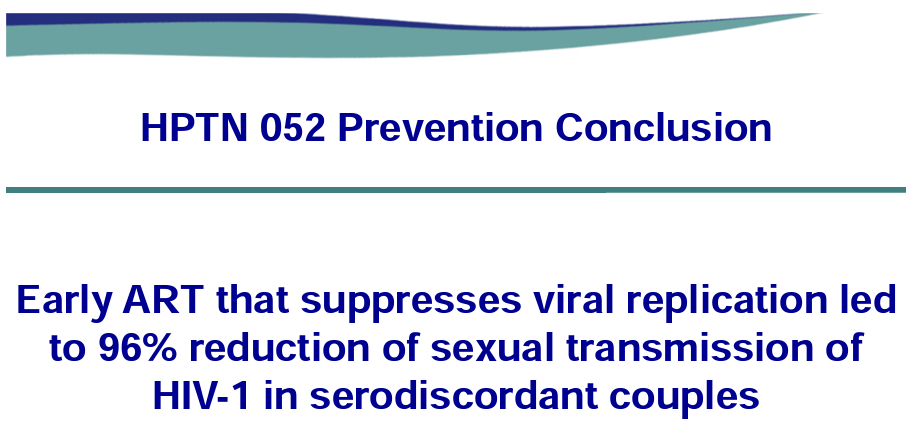 HPTN 052 Prevention Conclusion
Early ART that suppresses viral replication led
to 96% reduction of sexual transmission of
HIV-1 in serodiscordant couples